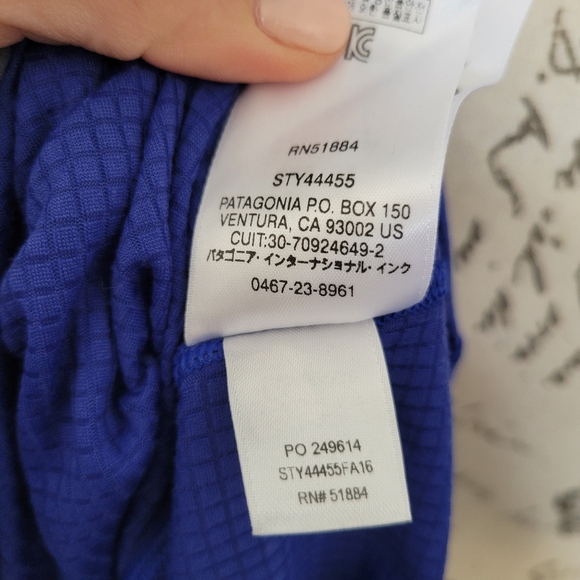 RN51884
STY44455
PATAGONIA P.O. BOX 150
VENTURA, CA 93002 US
CUIT:30-70924649-2
パタゴニア・インターナショナル・インク
0467-23-8961
PO 249614
STY44455FA16
RN# 51884